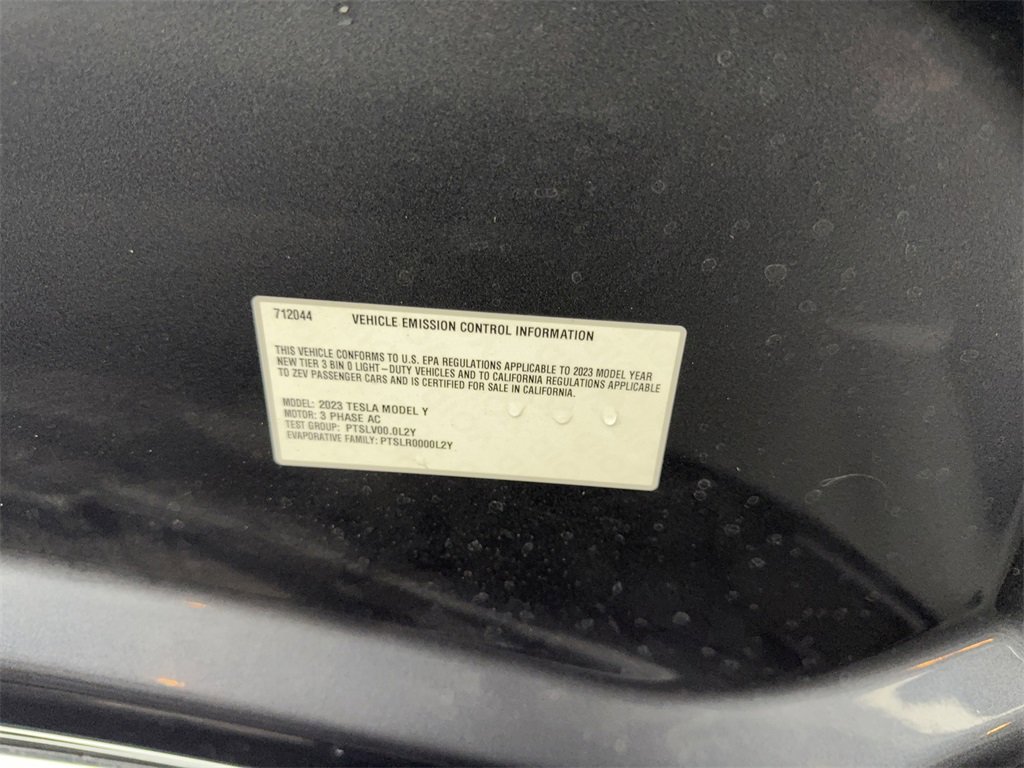 712044 VEHICLE EMISSION CONTROL INFORMATION
THIS VEHICLE CONFORMS TO U.S. EPA REGULATIONS APPLICABLE TO 2023 MODEL YEAR
NEW TIER 3 BIN 0 LIGHT-DUTY VEHICLES AND TO CALIFORNIA REGULATIONS APPLICABLE
TO ZEV PASSENGER CARS AND IS CERTIFIED FOR SALE IN CALIFORNIA.
MODEL: 2023 TESLA MODEL Y
MOTOR: 3 PHASE AC
TEST GROUP: PTSLV00.0L2Y
EVAPORATIVE FAMILY: PTSLR0000L2Y